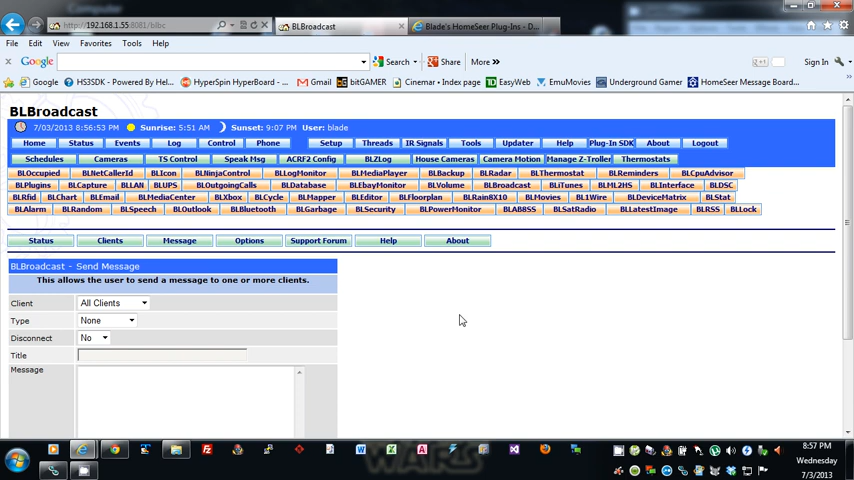 http://192.168.1.55:8081/blbc
BLBroadcast
Blade's HomeSeer Plug-Ins - D...
File Edit View Favorites Tools Help
Google Search Share More >> Sign In
Google HS3SDK - Powered By Hel... HyperSpin HyperBoard - ... Gmail bitGAMER Cinemar • Index page EasyWeb EmuMovies Underground Gamer HomeSeer Message Board...
BLBroadcast
7/03/2013 8:56:53 PM Sunrise: 5:51 AM Sunset: 9:07 PM User: blade
Home Status Events Log Control Phone Setup Threads IR Signals Tools Updater Help Plug-In SDK About Logout
Schedules Cameras TS Control Speak Msg ACRF2 Config BLZLog House Cameras Camera Motion Manage Z-Troller Thermostats
BLOccupied BLNetCallerId BLIcon BLNinjaControl BLLogMonitor BLMediaPlayer BLBackup BLRadar BLThermostat BLReminders BLCpuAdvisor
BLPlugins BLCapture BLLAN BLUPS BLOutgoingCalls BLDatabase BLEbayMonitor BLVolume BLBroadcast BLiTunes BLML2HS BLInterface BLDSC
BLRfid BLChart BLEmail BLMediaCenter BLXbox BLCycle BLMapper BLEditor BLFloorplan BLRain8X10 BLMovies BL1Wire BLDeviceMatrix BLStat
BLAlarm BLRandom BLSpeech BLOutlook BLBluetooth BLGarbage BLSecurity BLPowerMonitor BLAB8SS BLSatRadio BLLatestImage BLRSS BLLock
Status Clients Message Options Support Forum Help About
BLBroadcast - Send Message
This allows the user to send a message to one or more clients.
Client All Clients
Type None
Disconnect No
Title
Message
WARS
8:57 PM
Wednesday
7/3/2013